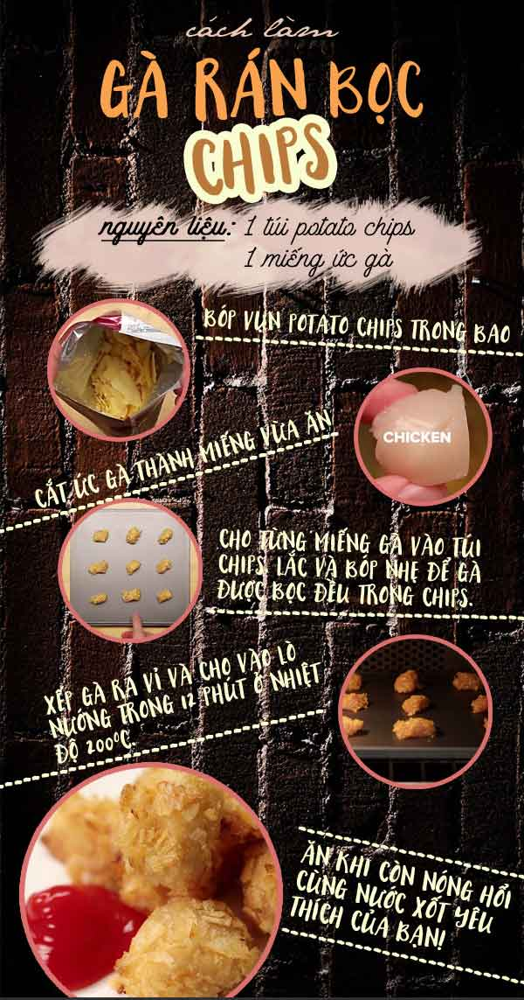 cách làm
GÀ RÁN BỌC
CHIPS
nguyên liệu: 1 túi potato chips
1 miếng ức gà
BÓP VỤN POTATO CHIPS TRONG BAO
CHICKEN
CẮT ỨC GÀ THÀNH MIẾNG VỪA ĂN
CHO TỪNG MIẾNG GÀ VÀO TÚI
CHIPS, LẮC VÀ BÓP NHẸ ĐỂ GÀ
ĐƯỢC BỌC ĐỀU TRONG CHIPS.
XẾP GÀ RA VỈ VÀ CHO VÀO LÒ
NƯỚNG TRONG 12 PHÚT Ở NHIỆT
ĐỘ 200°C.
ĂN KHI CÒN NÓNG HỔI
CÙNG NƯỚC XỐT YÊU
THÍCH CỦA BẠN!